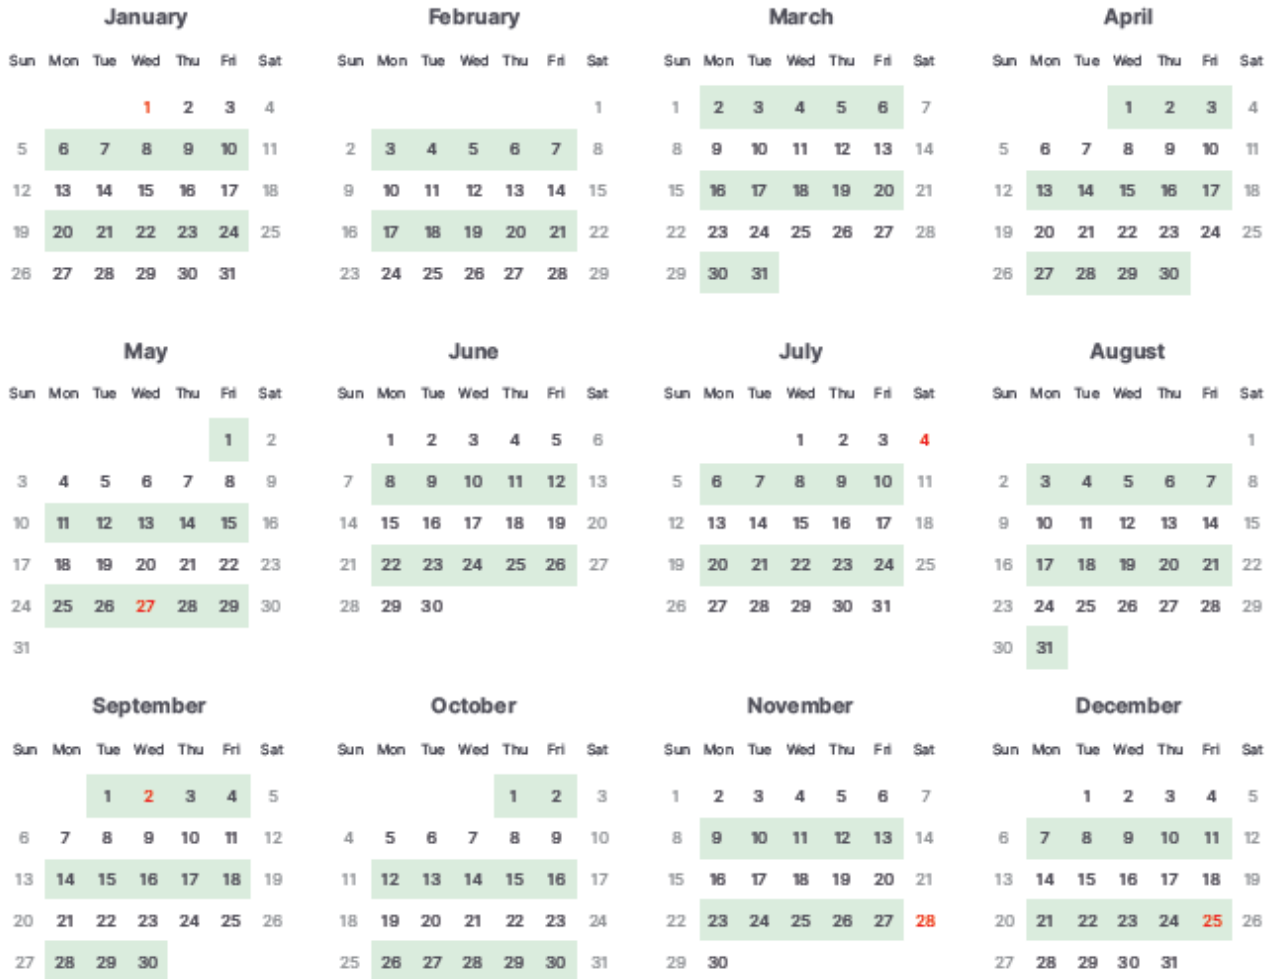 January February March April
Sun Mon Tue Wed Thu Fri Sat Sun Mon Tue Wed Thu Fri Sat Sun Mon Tue Wed Thu Fri Sat Sun Mon Tue Wed Thu Fri Sat
1 2 3 4 1 1 2 3 4 5 6 7 1 2 3 4
5 6 7 8 9 10 11 2 3 4 5 6 7 8 8 9 10 11 12 13 14 5 6 7 8 9 10 11
12 13 14 15 16 17 18 9 10 11 12 13 14 15 15 16 17 18 19 20 21 12 13 14 15 16 17 18
19 20 21 22 23 24 25 16 17 18 19 20 21 22 22 23 24 25 26 27 28 19 20 21 22 23 24 25
26 27 28 29 30 31 23 24 25 26 27 28 29 29 30 31 26 27 28 29 30
May June July August
Sun Mon Tue Wed Thu Fri Sat Sun Mon Tue Wed Thu Fri Sat Sun Mon Tue Wed Thu Fri Sat Sun Mon Tue Wed Thu Fri Sat
1 2 1 2 3 4 5 6 1 2 3 4 1
3 4 5 6 7 8 9 7 8 9 10 11 12 13 5 6 7 8 9 10 11 2 3 4 5 6 7 8
10 11 12 13 14 15 16 14 15 16 17 18 19 20 12 13 14 15 16 17 18 9 10 11 12 13 14 15
17 18 19 20 21 22 23 21 22 23 24 25 26 27 19 20 21 22 23 24 25 16 17 18 19 20 21 22
24 25 26 27 28 29 30 28 29 30 26 27 28 29 30 31 23 24 25 26 27 28 29
31 30 31
September October November December
Sun Mon Tue Wed Thu Fri Sat Sun Mon Tue Wed Thu Fri Sat Sun Mon Tue Wed Thu Fri Sat Sun Mon Tue Wed Thu Fri Sat
1 2 3 4 5 1 2 3 1 2 3 4 5 6 7 1 2 3 4 5
6 7 8 9 10 11 12 4 5 6 7 8 9 10 8 9 10 11 12 13 14 6 7 8 9 10 11 12
13 14 15 16 17 18 19 11 12 13 14 15 16 17 15 16 17 18 19 20 21 13 14 15 16 17 18 19
20 21 22 23 24 25 26 18 19 20 21 22 23 24 22 23 24 25 26 27 28 20 21 22 23 24 25 26
27 28 29 30 25 26 27 28 29 30 31 29 30 27 28 29 30 31